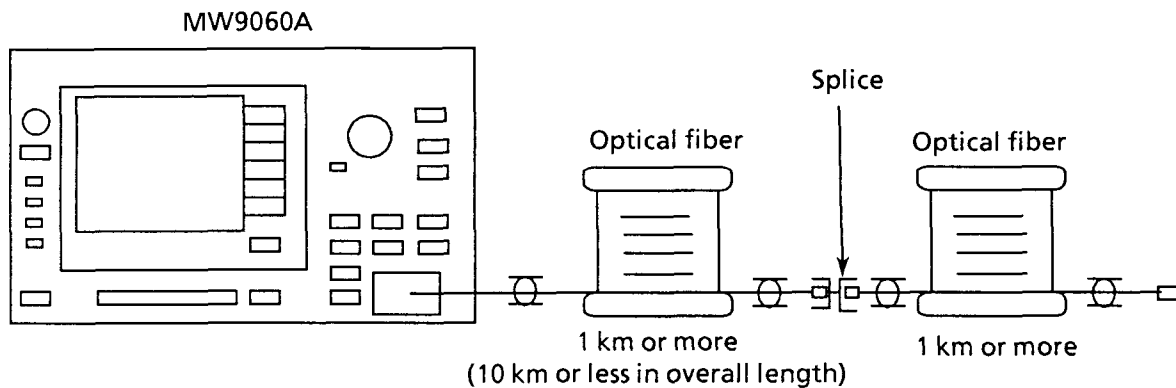 MW9060A
Splice
Optical fiber
Optical fiber
1 km or more
(10 km or less in overall length)
1 km or more